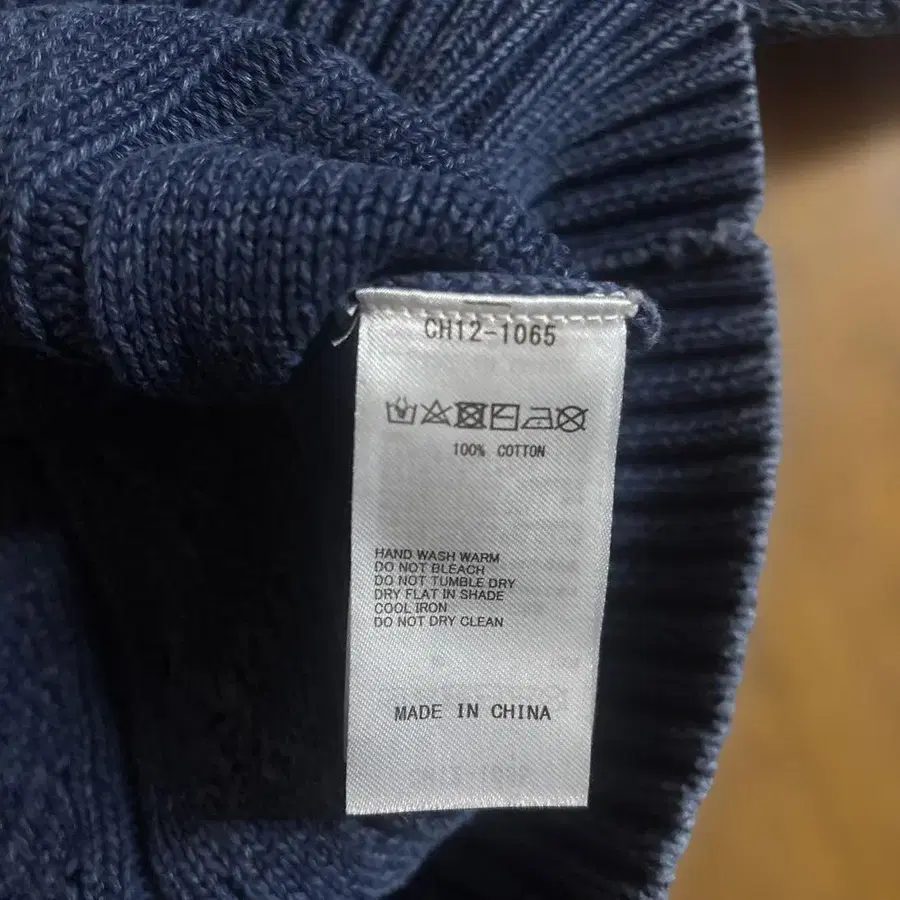 CH12-1065
100% COTTON
HAND WASH WARM
DO NOT BLEACH
DO NOT TUMBLE DRY
DRY FLAT IN SHADE
COOL IRON
DO NOT DRY CLEAN
MADE IN CHINA